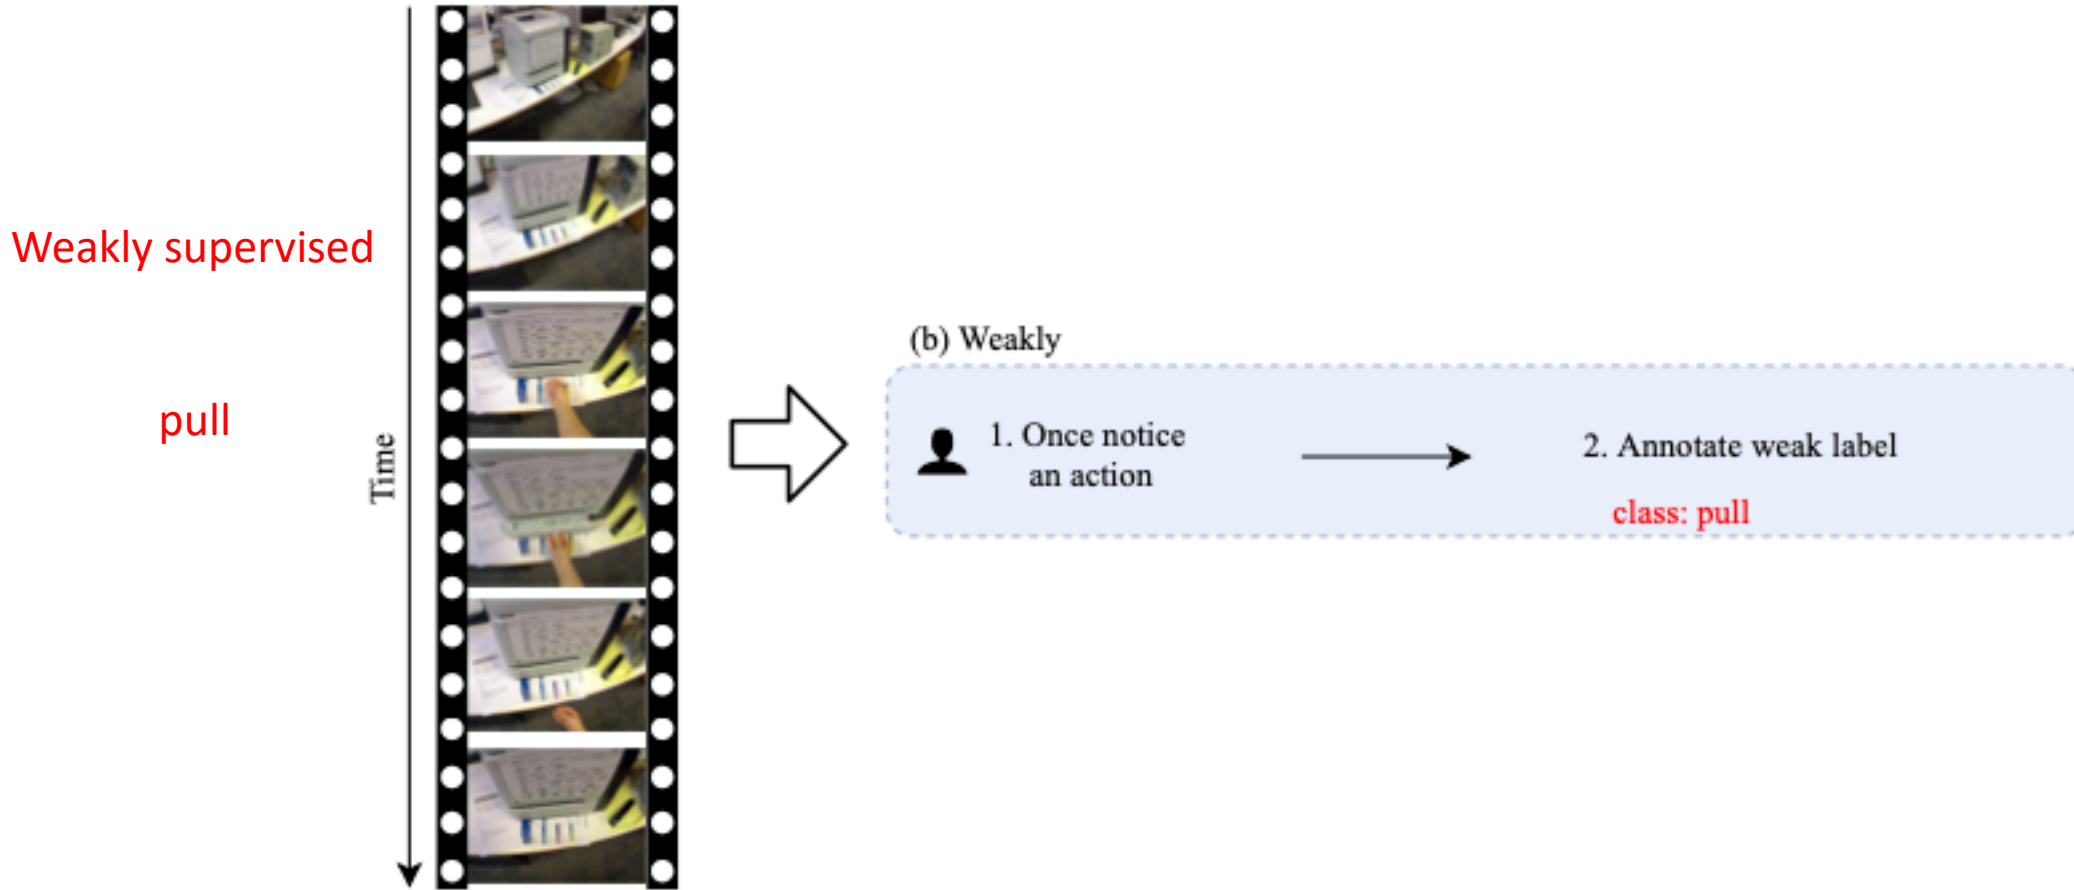 Weakly supervised
pull
Time
(b) Weakly
1. Once notice
an action
2. Annotate weak label
class: pull